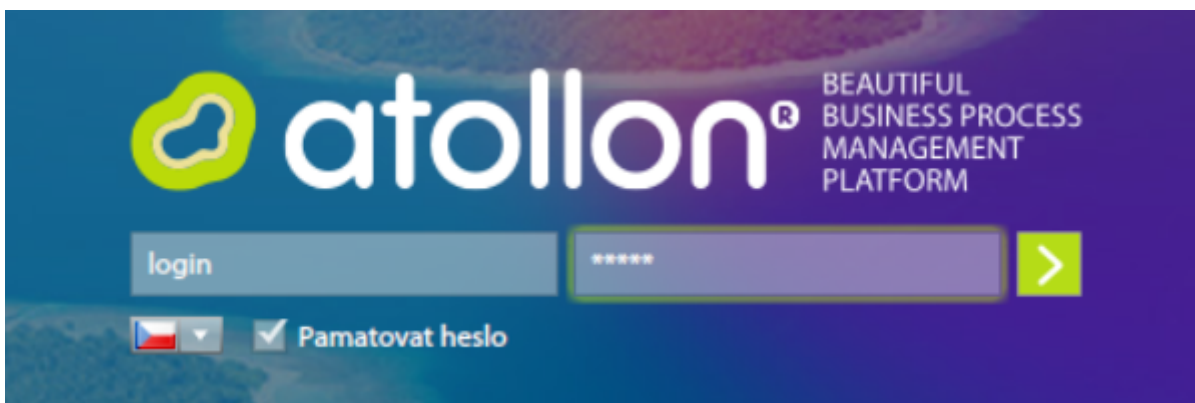 atollon®
BEAUTIFUL
BUSINESS PROCESS
MANAGEMENT
PLATFORM
login
*****
Pamatovat heslo